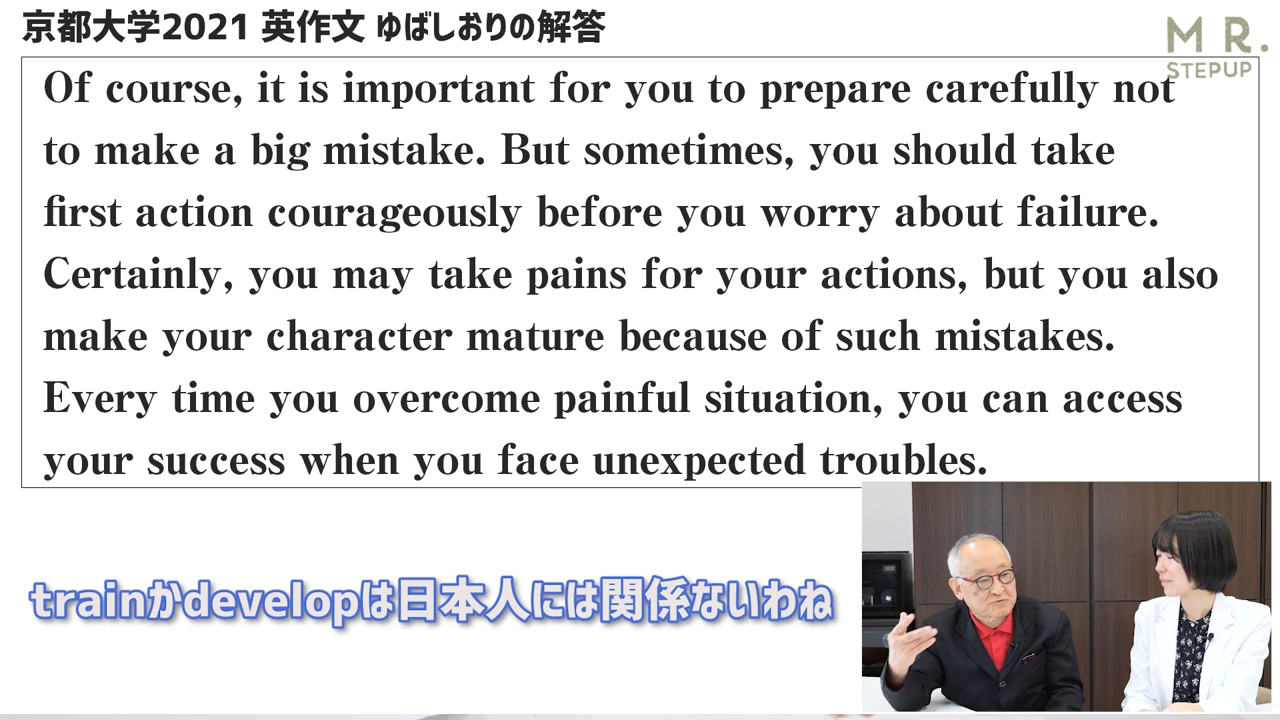 京都大学2021 英作文 ゆばしおりの解答
MR.
STEPUP
Of course, it is important for you to prepare carefully not
to make a big mistake. But sometimes, you should take
first action courageously before you worry about failure.
Certainly, you may take pains for your actions, but you also
make your character mature because of such mistakes.
Every time you overcome painful situation, you can access
your success when you face unexpected troubles.
trainかdevelopは日本人には関係ないわね